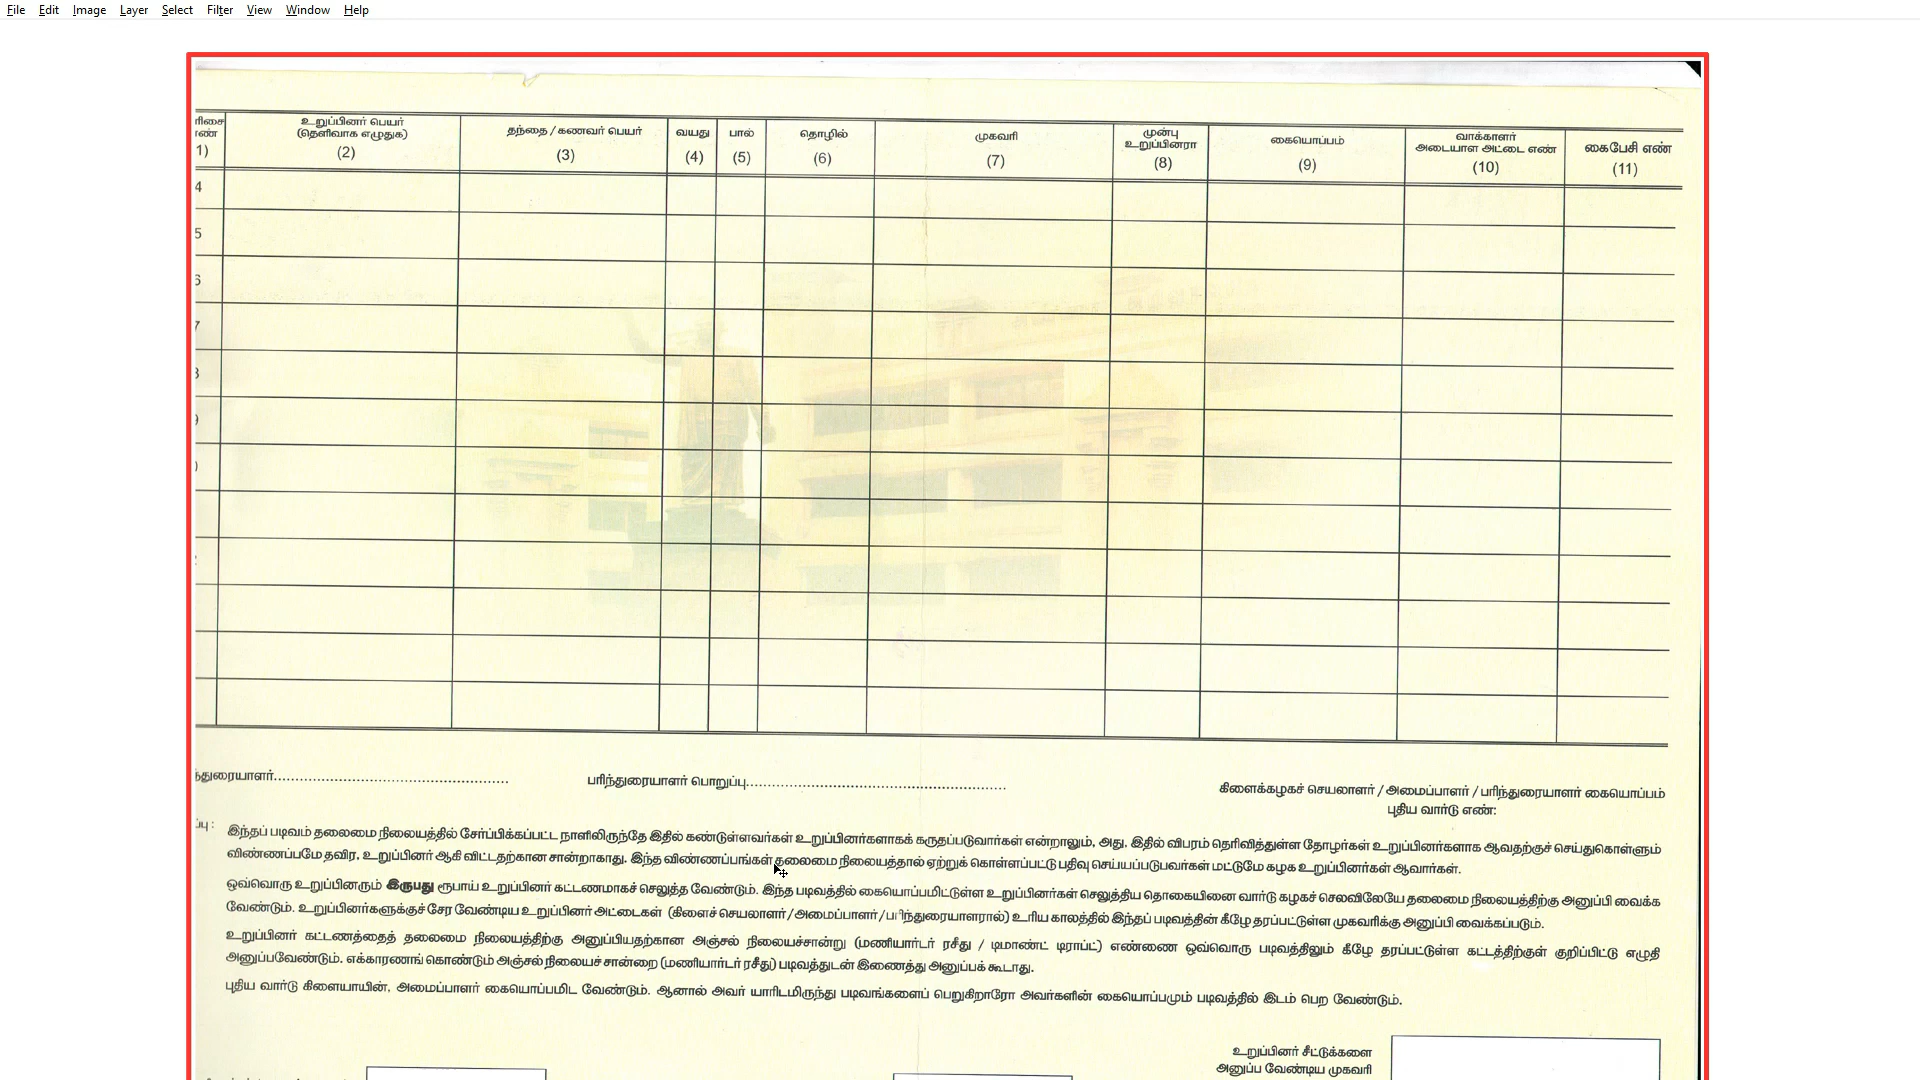 File Edit Image Layer Select Filter View Window Help
உறுப்பினர் பெயர்
(தெளிவாக எழுதுக)
(2)
தந்தை / கணவர் பெயர்
(3)
வயது
(4)
பால்
(5)
தொழில்
(6)
முகவரி
(7)
முன்பு
உறுப்பினரா
(8)
கையொப்பம்
(9)
வாக்காளர்
அடையாள அட்டை எண்
(10)
கைபேசி எண்
(11)
4
5
6
7
பரிந்துரையாளர் பொறுப்பு............................................................
கிளைக்கழகச் செயலாளர் / அமைப்பாளர் / பரிந்துரையாளர் கையொப்பம்
புதிய வார்டு எண்:
இந்தப் படிவம் தலைமை நிலையத்தில் சேர்ப்பிக்கப்பட்ட நாளிலிருந்தே இதில் கண்டுள்ளவர்கள் உறுப்பினர்களாகக் கருதப்படுவார்கள் என்றாலும், அது, இதில் விபரம் தெரிவித்துள்ள தோழர்கள் உறுப்பினர்களாக ஆவதற்குச் செய்துகொள்ளும்
விண்ணப்பமே தவிர, உறுப்பினர் ஆகி விட்டதற்கான சான்றாகாது. இந்த விண்ணப்பங்கள் தலைமை நிலையத்தால் ஏற்றுக் கொள்ளப்பட்டு பதிவு செய்யப்படுபவர்கள் மட்டுமே கழக உறுப்பினர்கள் ஆவார்கள்.
ஒவ்வொரு உறுப்பினரும் இருபது ரூபாய் உறுப்பினர் கட்டணமாகச் செலுத்த வேண்டும். இந்த படிவத்தில் கையொப்பமிட்டுள்ள உறுப்பினர்கள் செலுத்திய தொகையினை வார்டு கழகச் செலவிலேயே தலைமை நிலையத்திற்கு அனுப்பி வைக்க
வேண்டும். உறுப்பினர்களுக்குச் சேர வேண்டிய உறுப்பினர் அட்டைகள் (கிளைச் செயலாளர்/அமைப்பாளர்/பரிந்துரையாளரால்) உரிய காலத்தில் இந்தப் படிவத்தின் கீழே தரப்பட்டுள்ள முகவரிக்கு அனுப்பி வைக்கப்படும்.
உறுப்பினர் கட்டணத்தைத் தலைமை நிலையத்திற்கு அனுப்பியதற்கான அஞ்சல் நிலையச்சான்று (மணியார்டர் ரசீது / டிமாண்ட் டிராப்ட்) எண்ணை ஒவ்வொரு படிவத்திலும் கீழே தரப்பட்டுள்ள கட்டத்திற்குள் குறிப்பிட்டு எழுதி
அனுப்பவேண்டும். எக்காரணங் கொண்டும் அஞ்சல் நிலையச் சான்றை (மணியார்டர் ரசீது) படிவத்துடன் இணைத்து அனுப்பக் கூடாது.
புதிய வார்டு கிளையாயின், அமைப்பாளர் கையொப்பமிட வேண்டும். ஆனால் அவர் யாரிடமிருந்து படிவங்களைப் பெறுகிறாரோ அவர்களின் கையொப்பமும் படிவத்தில் இடம் பெற வேண்டும்.
உறுப்பினர் சீட்டுக்களை
அனுப்ப வேண்டிய முகவரி